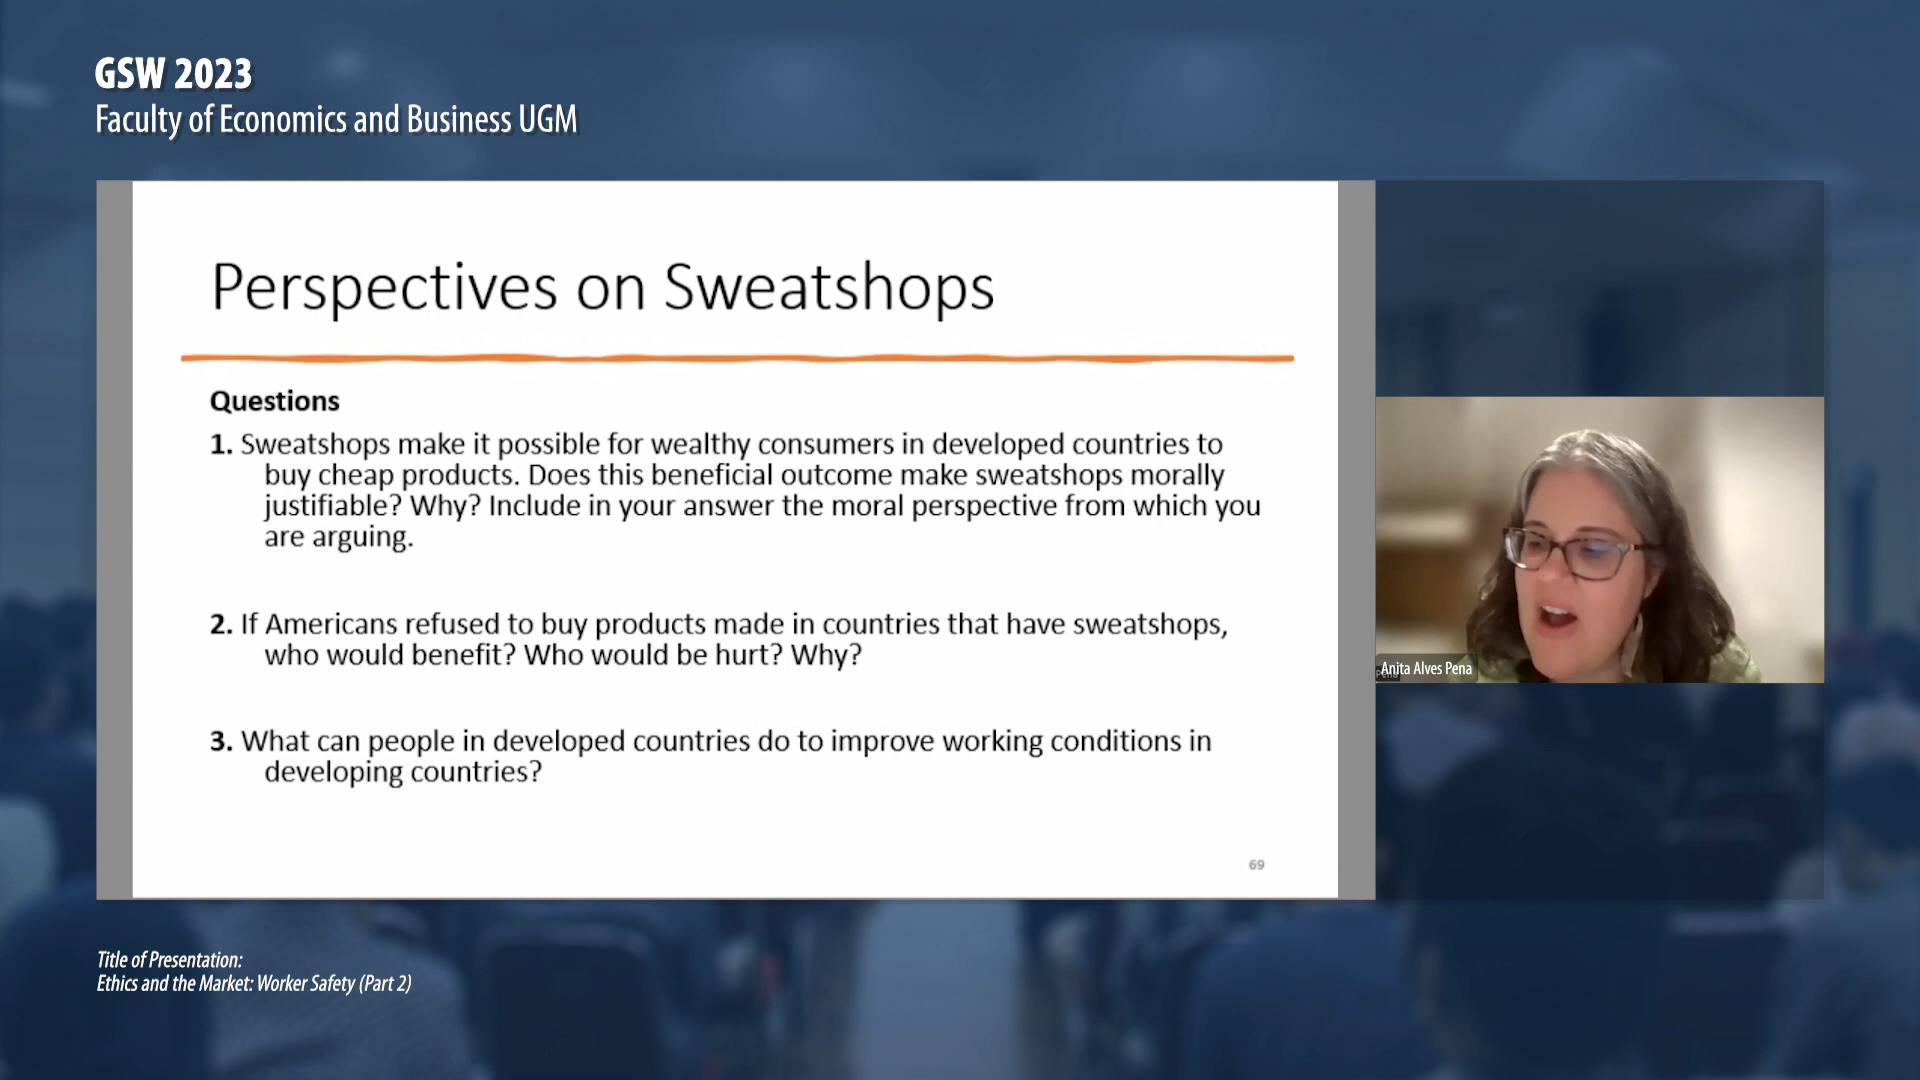 GSW 2023
Faculty of Economics and Business UGM
Perspectives on Sweatshops
Questions
1. Sweatshops make it possible for wealthy consumers in developed countries to
buy cheap products. Does this beneficial outcome make sweatshops morally
justifiable? Why? Include in your answer the moral perspective from which you
are arguing.
2. If Americans refused to buy products made in countries that have sweatshops,
who would benefit? Who would be hurt? Why?
3. What can people in developed countries do to improve working conditions in
developing countries?
69
Anita Alves Pena
Title of Presentation:
Ethics and the Market: Worker Safety (Part 2)